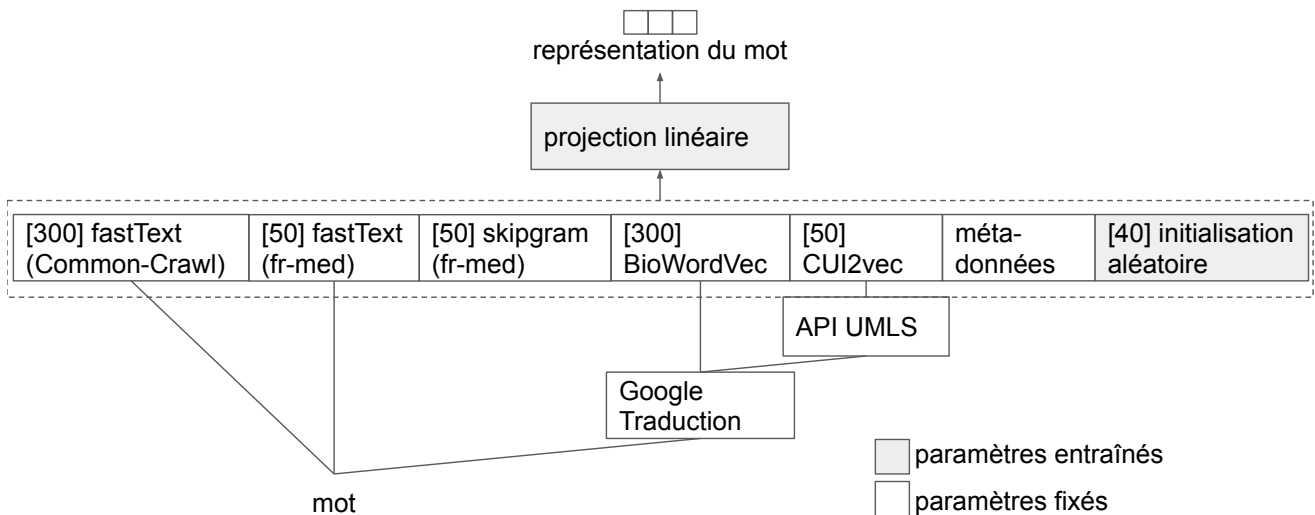 représentation du mot
projection linéaire
[300] fastText
(Common-Crawl)
[50] fastText
(fr-med)
[50] skipgram
(fr-med)
[300]
BioWordVec
[50]
CUI2vec
méta-
données
[40] initialisation
aléatoire
API UMLS
Google
Traduction
mot
paramètres entraînés
paramètres fixés